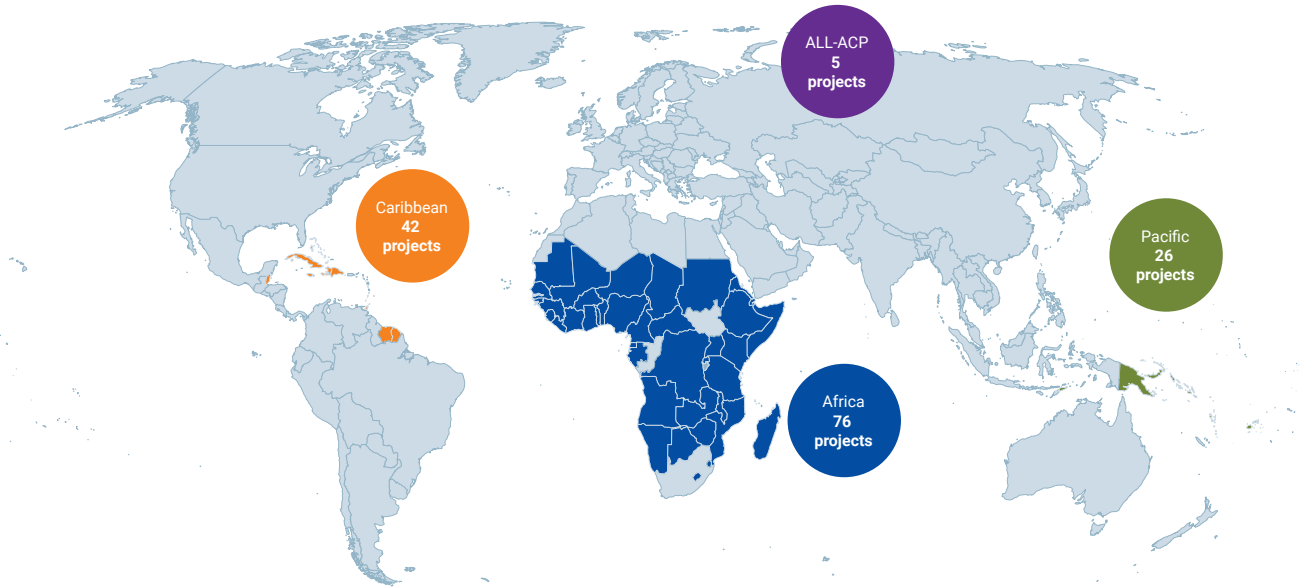 ALL-ACP
5
projects
Caribbean
42
projects
Pacific
26
projects
Africa
76
projects